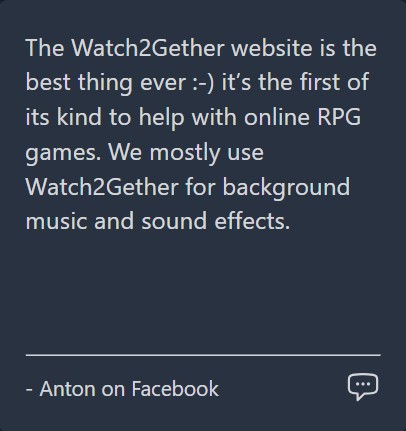 The Watch2Gether website is the
best thing ever :-) it's the first of
its kind to help with online RPG
games. We mostly use
Watch2Gether for background
music and sound effects.
- Anton on Facebook